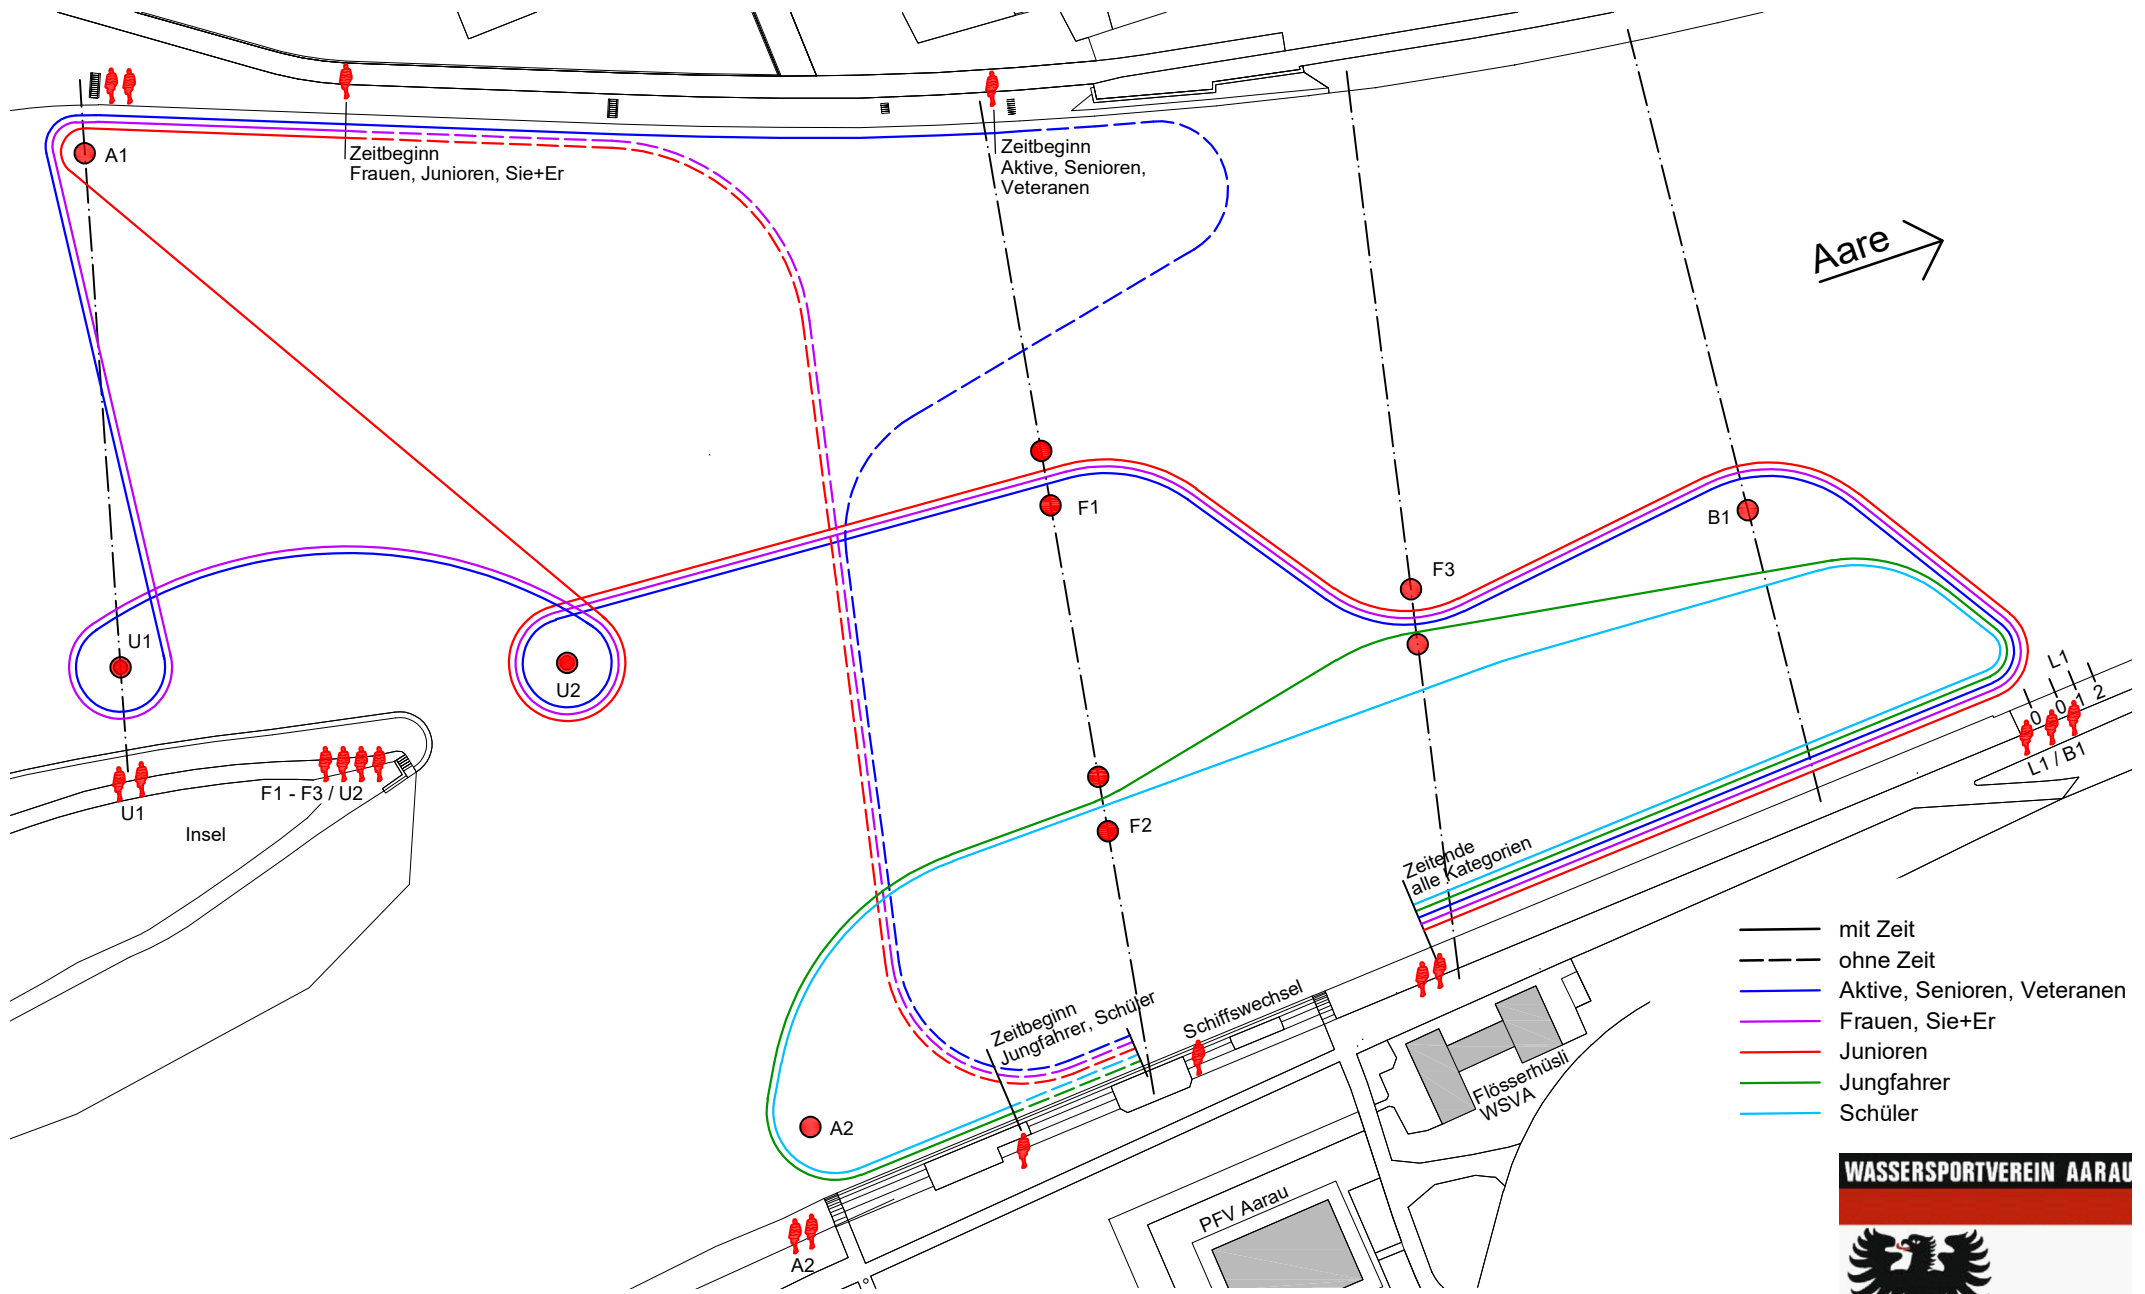 A1
Zeitbeginn
Frauen, Junioren, Sie+Er
Zeitbeginn
Aktive, Senioren,
Veteranen
Aare
F1
B1
F3
U1
U2
L1
0 0 1 2
L1 / B1
U1
F1 - F3 / U2
Insel
F2
Zeitende
alle Kategorien
Zeitbeginn
Jungfahrer, Schüler
Schiffswechsel
Flösserhüsli
WSVA
A2
A2
PFV Aarau
mit Zeit
ohne Zeit
Aktive, Senioren, Veteranen
Frauen, Sie+Er
Junioren
Jungfahrer
Schüler
WASSERSPORTVEREIN AARAU